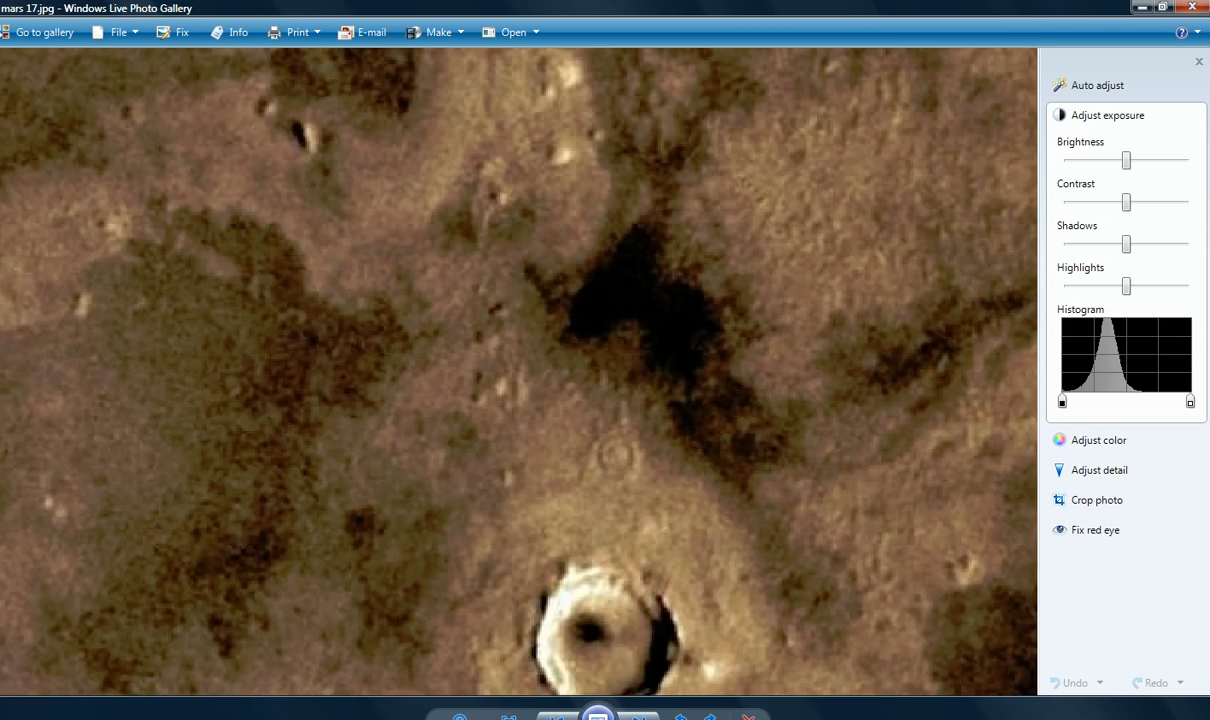 mars 17.jpg - Windows Live Photo Gallery
Go to gallery File Fix Info Print E-mail Make Open
Auto adjust
Adjust exposure
Brightness
Contrast
Shadows
Highlights
Histogram
Adjust color
Adjust detail
Crop photo
Fix red eye
Undo Redo